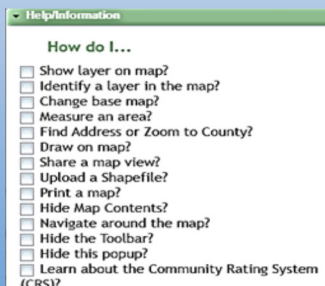 Help/Information
How do I...
Show layer on map?
Identify a layer in the map?
Change base map?
Measure an area?
Find Address or Zoom to County?
Draw on map?
Share a map view?
Upload a Shapefile?
Print a map?
Hide Map Contents?
Navigate around the map?
Hide the Toolbar?
Hide this popup?
Learn about the Community Rating System
(CRS)?